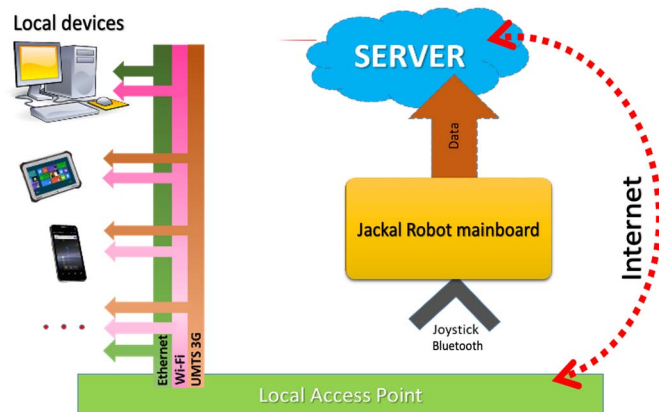 Local devices
SERVER
Data
Jackal Robot mainboard
Internet
Joystick
Bluetooth
Ethernet
Wi-Fi
UMTS 3G
Local Access Point